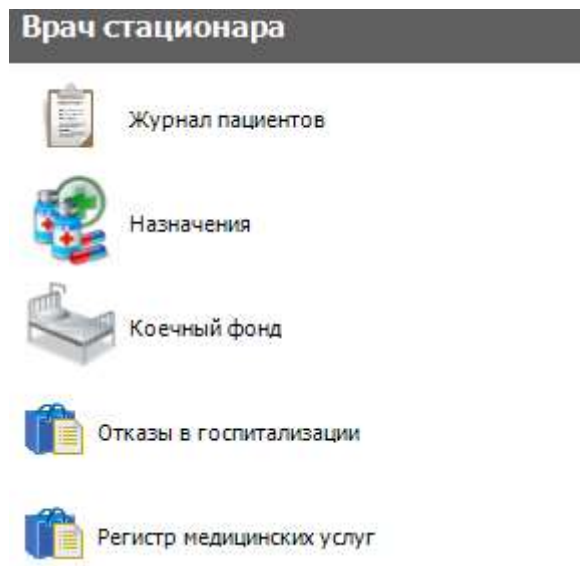 Врач стационара
Журнал пациентов
Назначения
Коечный фонд
Отказы в госпитализации
Регистр медицинских услуг